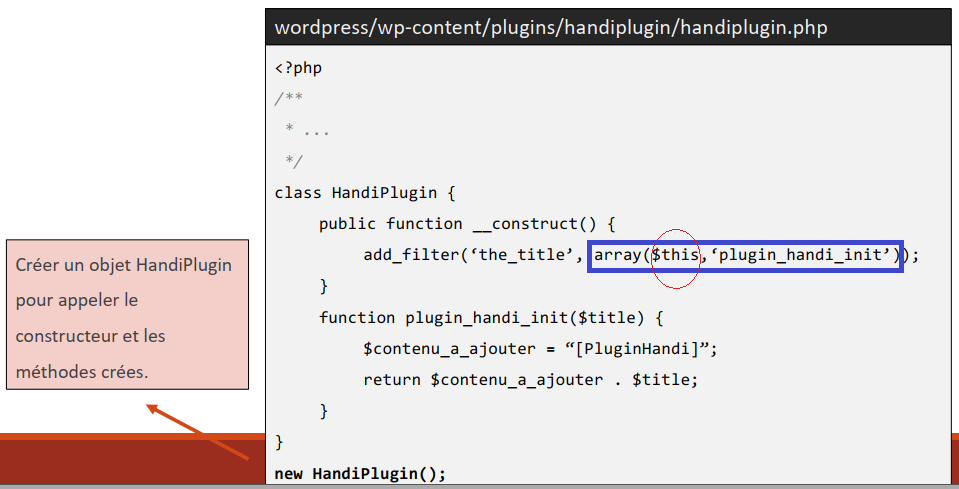 wordpress/wp-content/plugins/handiplugin/handiplugin.php
<?php
/**
* ...
*/
class HandiPlugin {
public function __construct() {
add_filter(‘the_title’, array($this,‘plugin_handi_init’));
}
function plugin_handi_init($title) {
$contenu_a_ajouter = “[PluginHandi]”;
return $contenu_a_ajouter . $title;
}
}
new HandiPlugin();
Créer un objet HandiPlugin
pour appeler le
constructeur et les
méthodes crées.